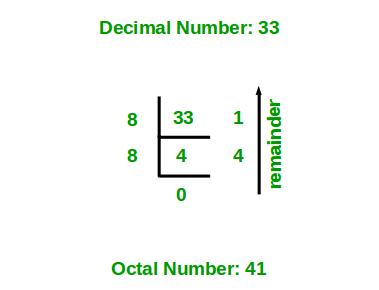 Decimal Number: 33
8 33 1
8 4 4
0
remainder
Octal Number: 41